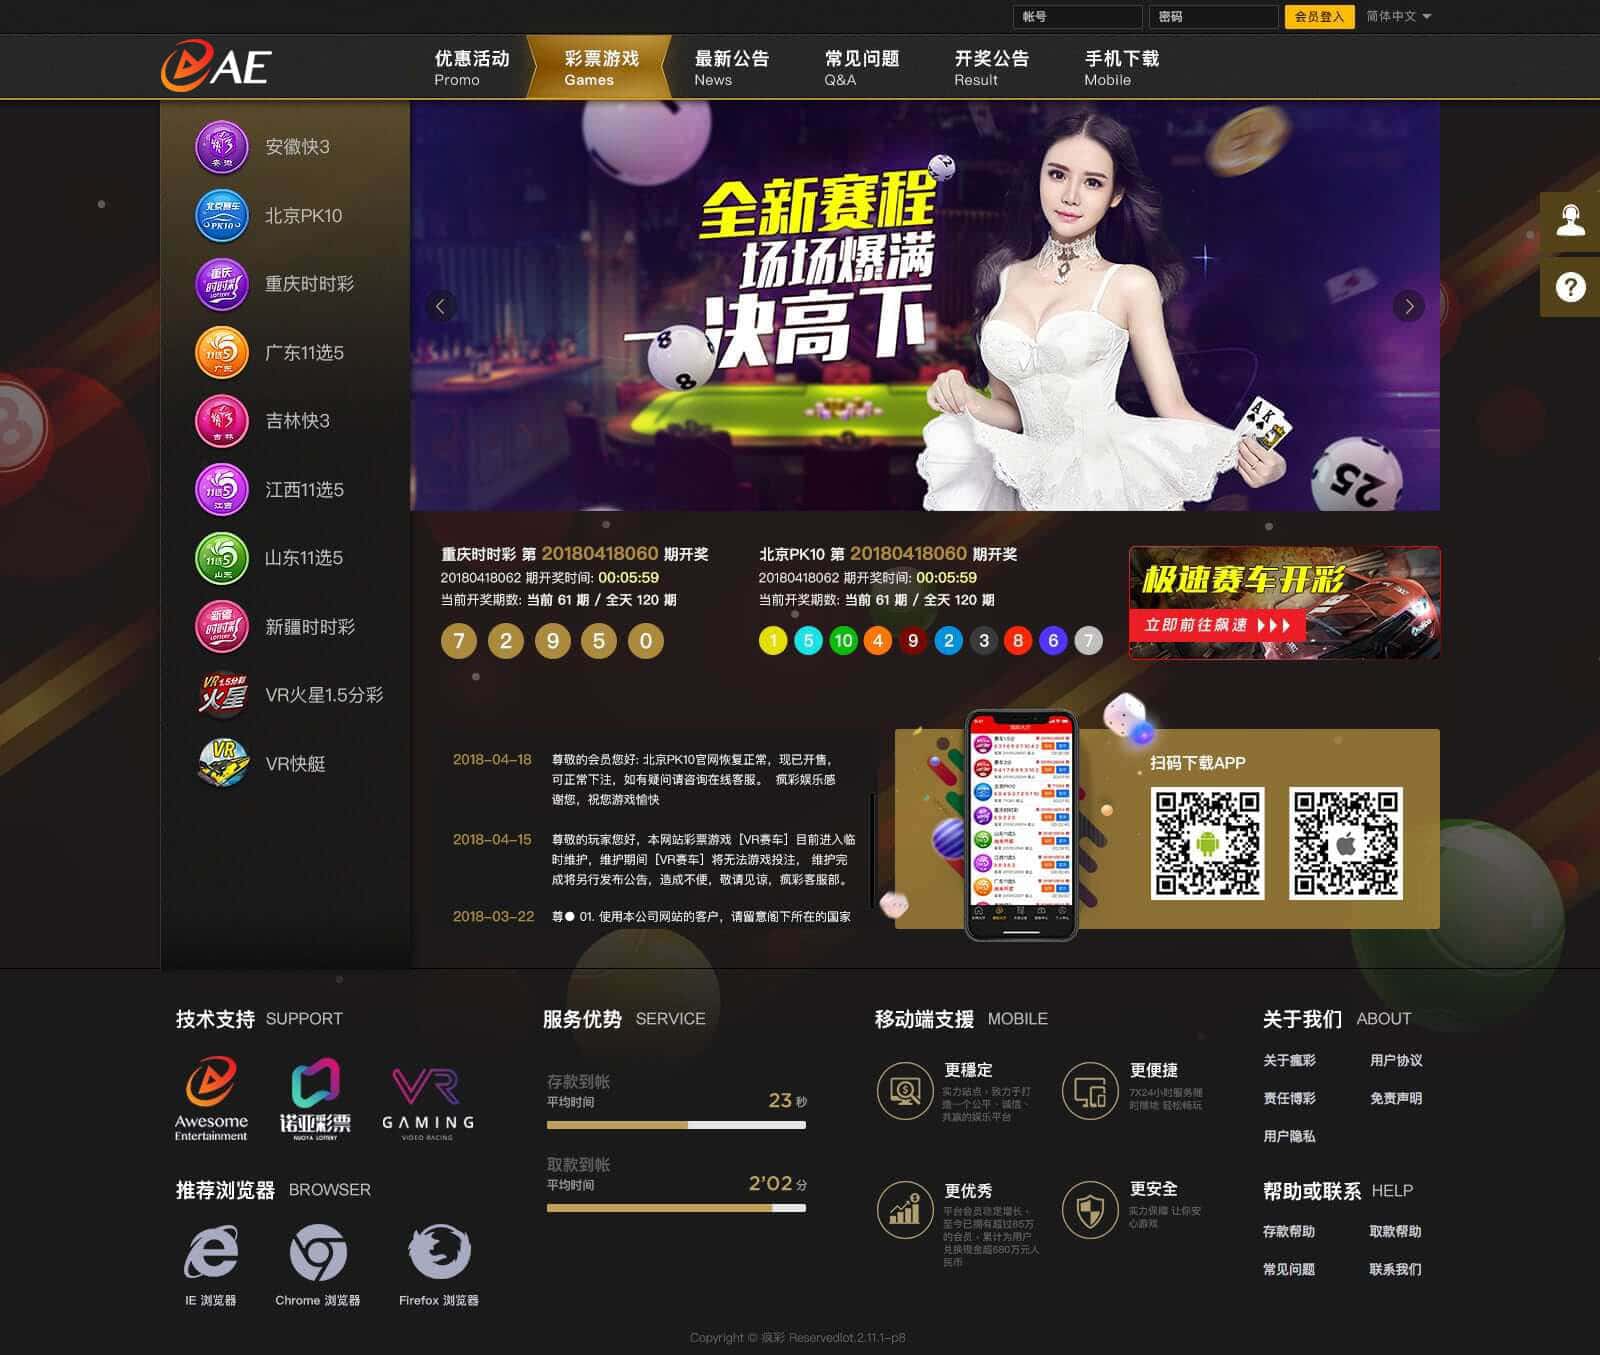 帐号
密码
会员登入
简体中文
AE
优惠活动
Promo
彩票游戏
Games
最新公告
News
常见问题
Q&A
开奖公告
Result
手机下载
Mobile
安徽快3
北京PK10
重庆时时彩
广东11选5
吉林快3
江西11选5
山东11选5
新疆时时彩
VR火星1.5分彩
VR快艇
全新赛程
场场爆满
一决高下
重庆时时彩 第 20180418060 期开奖
20180418062 期开奖时间: 00:05:59
当前开奖期数: 当前 61 期 / 全天 120 期
7 2 9 5 0
北京PK10 第 20180418060 期开奖
20180418062 期开奖时间: 00:05:59
当前开奖期数: 当前 61 期 / 全天 120 期
1 5 10 4 9 2 3 8 6 7
极速赛车开彩
立即前往飙速
2018-04-18 尊敬的会员您好: 北京PK10官网恢复正常，现已开售，
可正常下注，如有疑问请咨询在线客服。 疯彩娱乐感
谢您，祝您游戏愉快
2018-04-15 尊敬的玩家您好，本网站彩票游戏［VR赛车］目前进入临
时维护，维护期间［VR赛车］将无法游戏投注， 维护完
成将另行发布公告，造成不便，敬请见谅，疯彩客服部。
2018-03-22 尊● 01. 使用本公司网站的客户，请留意阁下所在的国家
扫码下载APP
技术支持 SUPPORT
Awesome
Entertainment
诺亚彩票
NUOYA LOTTERY
VR
GAMING
VIDEO RACING
推荐浏览器 BROWSER
IE 浏览器
Chrome 浏览器
Firefox 浏览器
服务优势 SERVICE
存款到帐
平均时间 23 秒
取款到帐
平均时间 2'02 分
移动端支援 MOBILE
更穩定
实力站点，致力于打
造一个公平、诚信、
共赢的娱乐平台
更便捷
7X24小时服务随
时随地 轻松畅玩
更优秀
平台会员稳定增长，
至今已拥有超过85万
的会员，累计为用户
兑换现金超680万元人
民币
更安全
实力保障 让你安
心游戏
关于我们 ABOUT
关于瘋彩 用户协议
责任博彩 免责声明
用户隐私
帮助或联系 HELP
存款帮助 取款帮助
常见问题 联系我们
Copyright © 疯彩 Reservedlot.2.11.1-p8